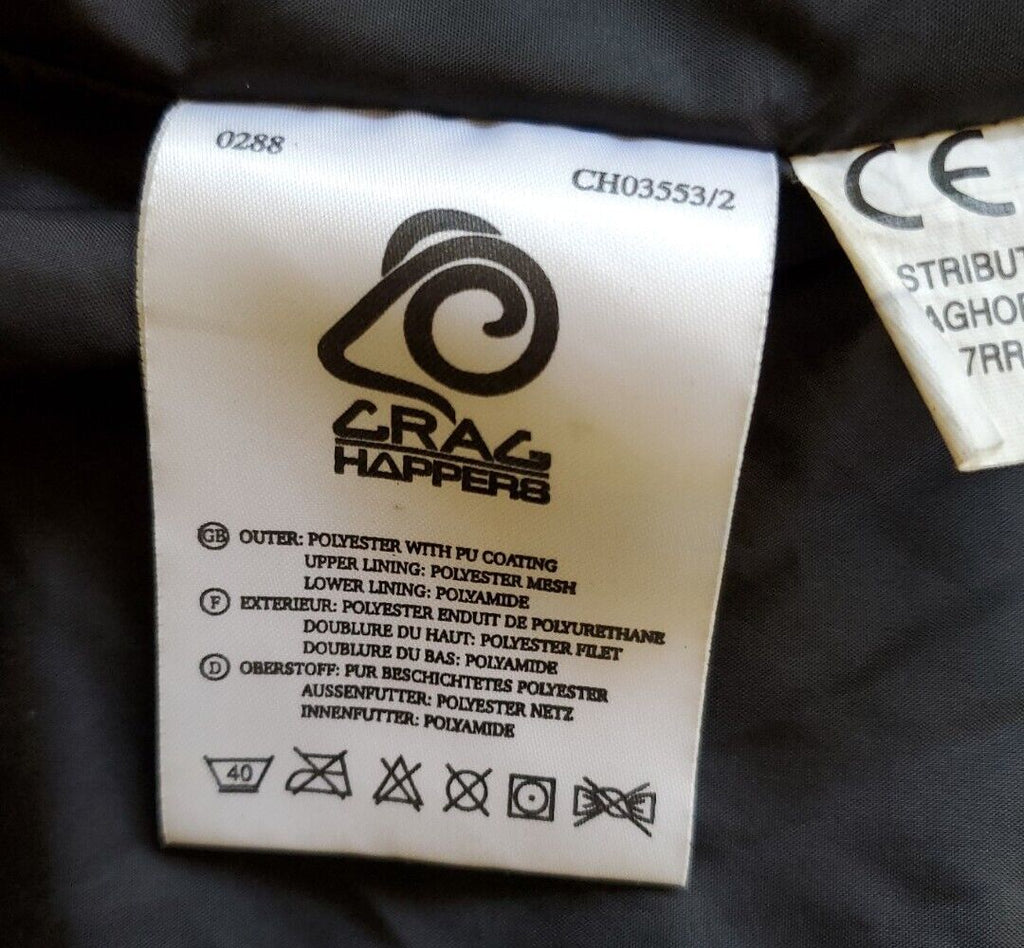 0288
CH03553/2
CRAG
HAPPERS
GB OUTER: POLYESTER WITH PU COATING
UPPER LINING: POLYESTER MESH
LOWER LINING: POLYAMIDE
F EXTERIEUR: POLYESTER ENDUIT DE POLYURETHANE
DOUBLURE DU HAUT: POLYESTER FILET
DOUBLURE DU BAS: POLYAMIDE
D OBERSTOFF: PUR BESCHICHTETES POLYESTER
AUSSENFUTTER: POLYESTER NETZ
INNENFUTTER: POLYAMIDE
40
CE
STRIBUT
AGHO
7RR